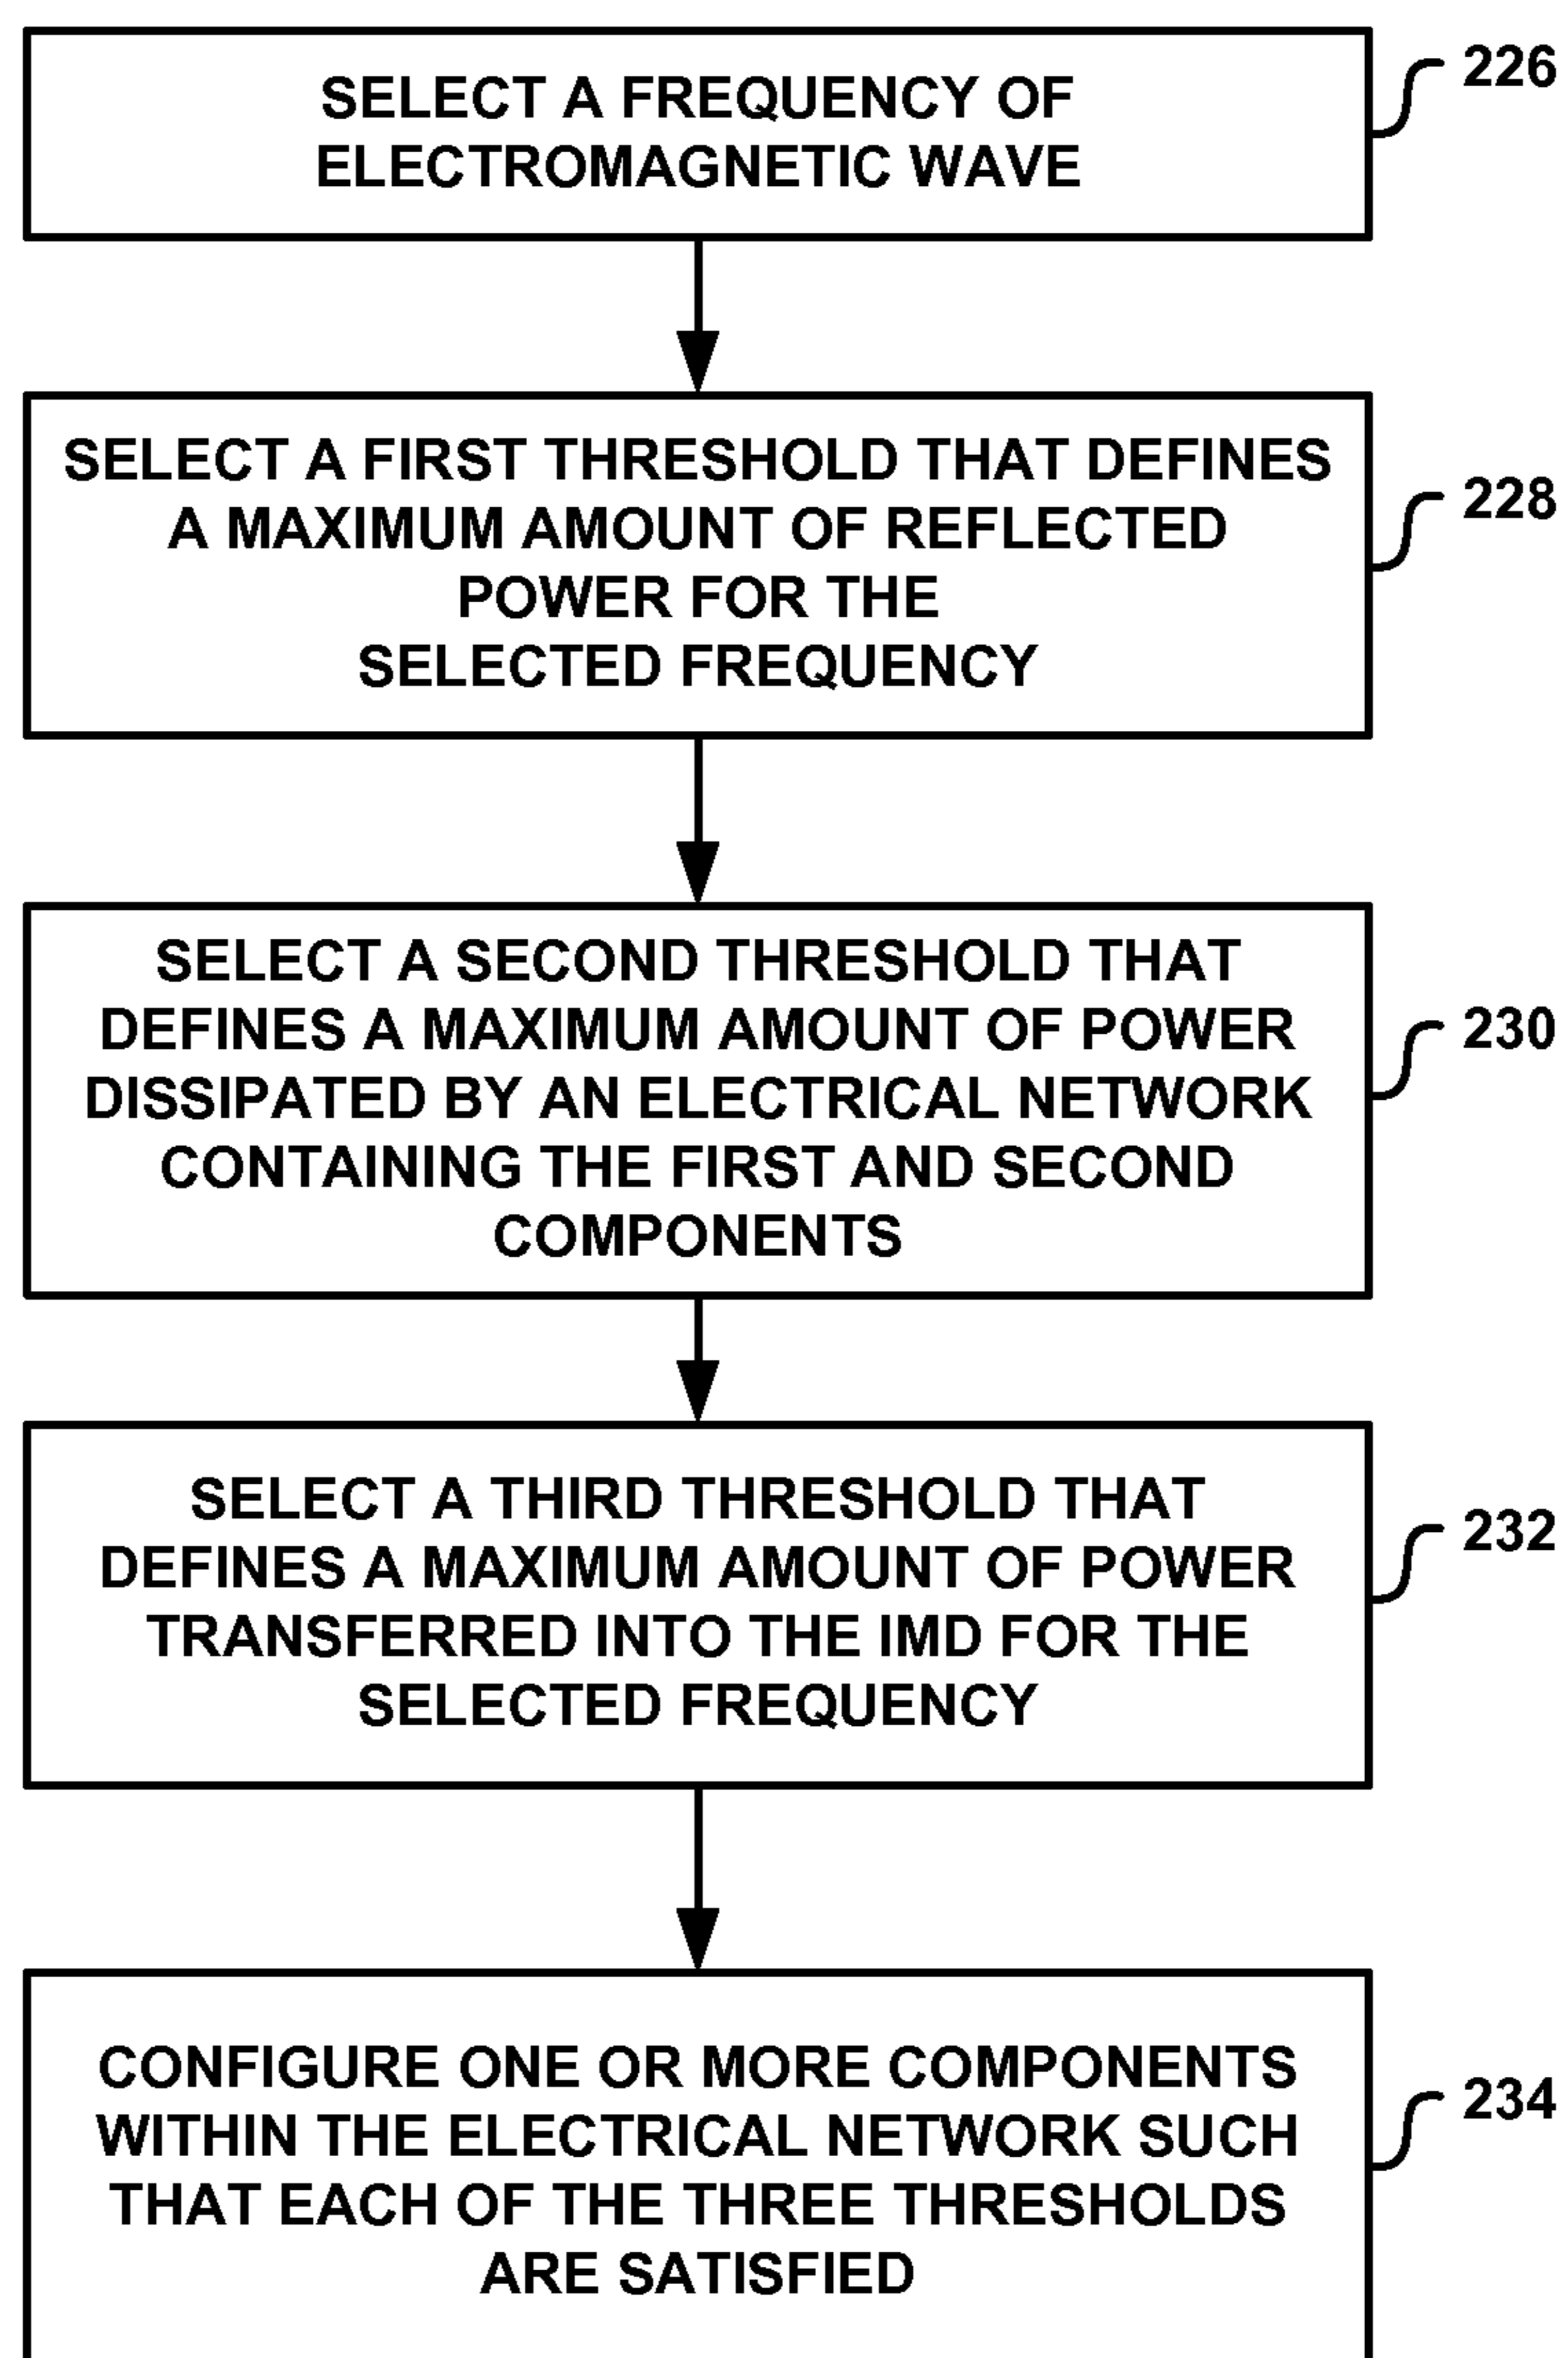 SELECT A FREQUENCY OF
ELECTROMAGNETIC WAVE
226
SELECT A FIRST THRESHOLD THAT DEFINES
A MAXIMUM AMOUNT OF REFLECTED
POWER FOR THE
SELECTED FREQUENCY
228
SELECT A SECOND THRESHOLD THAT
DEFINES A MAXIMUM AMOUNT OF POWER
DISSIPATED BY AN ELECTRICAL NETWORK
CONTAINING THE FIRST AND SECOND
COMPONENTS
230
SELECT A THIRD THRESHOLD THAT
DEFINES A MAXIMUM AMOUNT OF POWER
TRANSFERRED INTO THE IMD FOR THE
SELECTED FREQUENCY
232
CONFIGURE ONE OR MORE COMPONENTS
WITHIN THE ELECTRICAL NETWORK SUCH
THAT EACH OF THE THREE THRESHOLDS
ARE SATISFIED
234